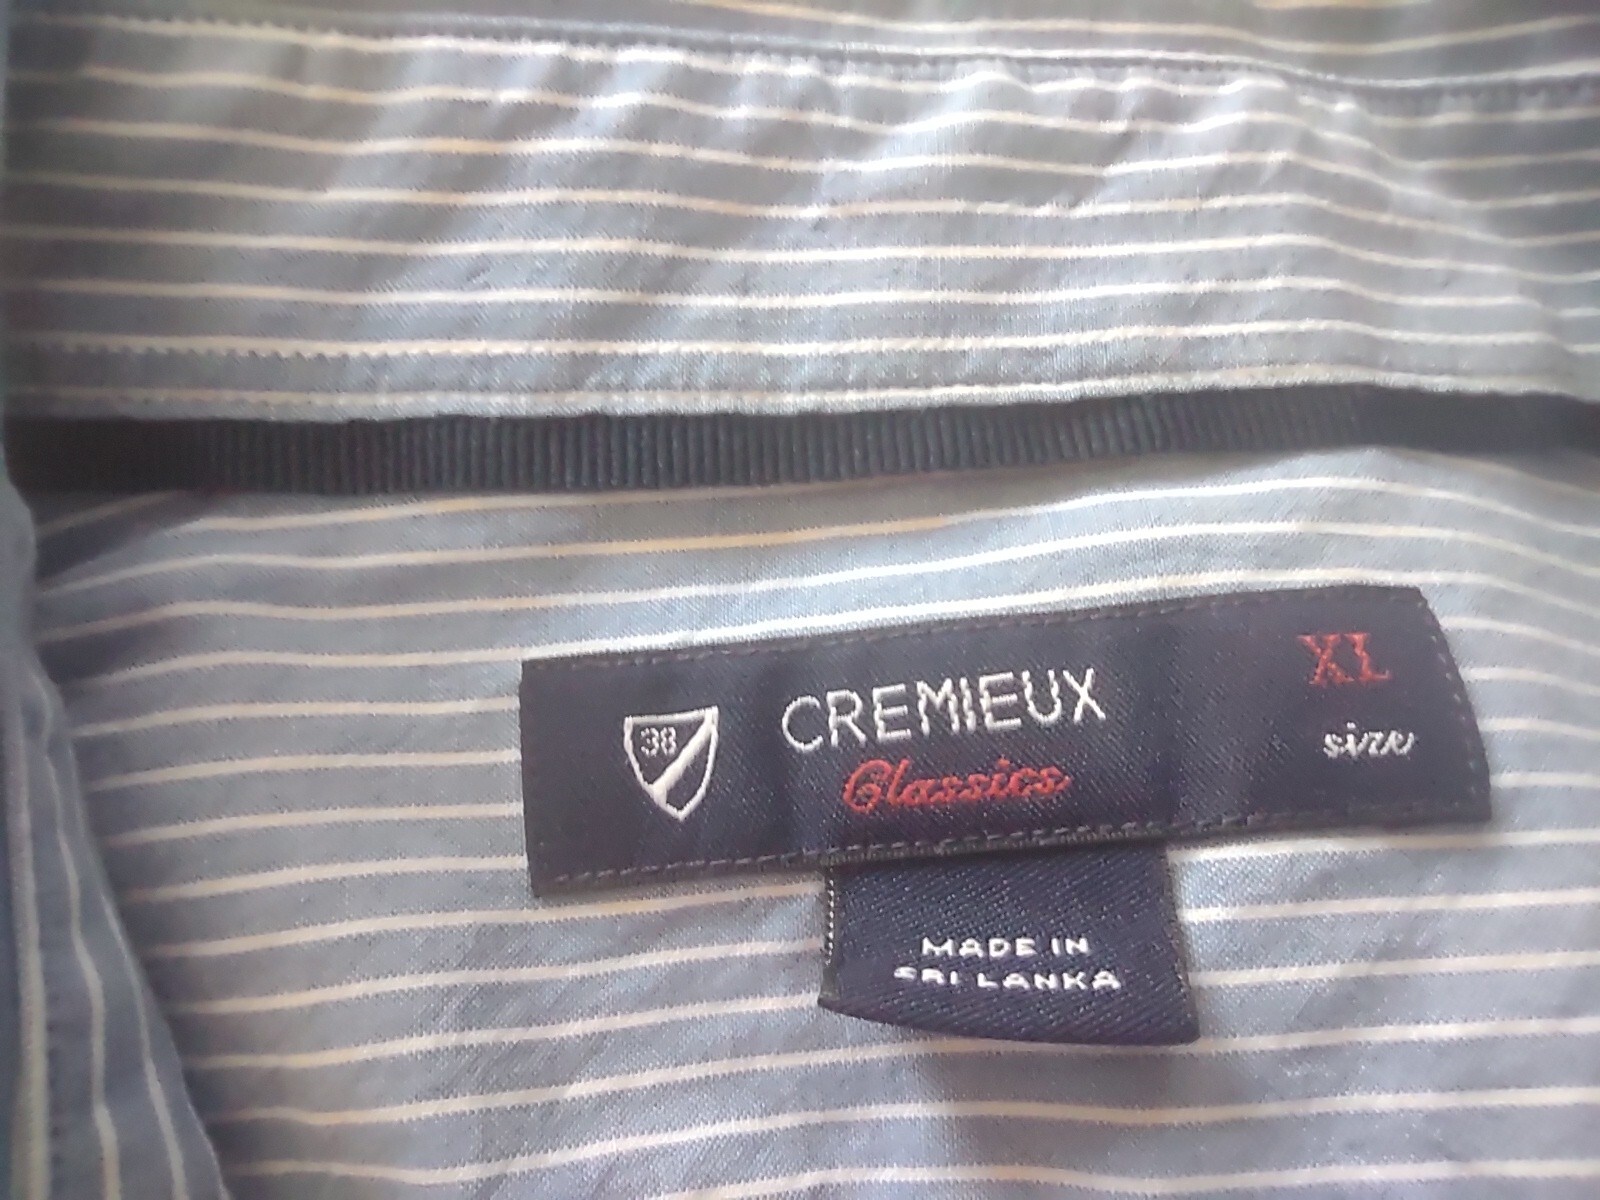 38
CREMIEUX
Classics
XL
size
MADE IN
SRI LANKA